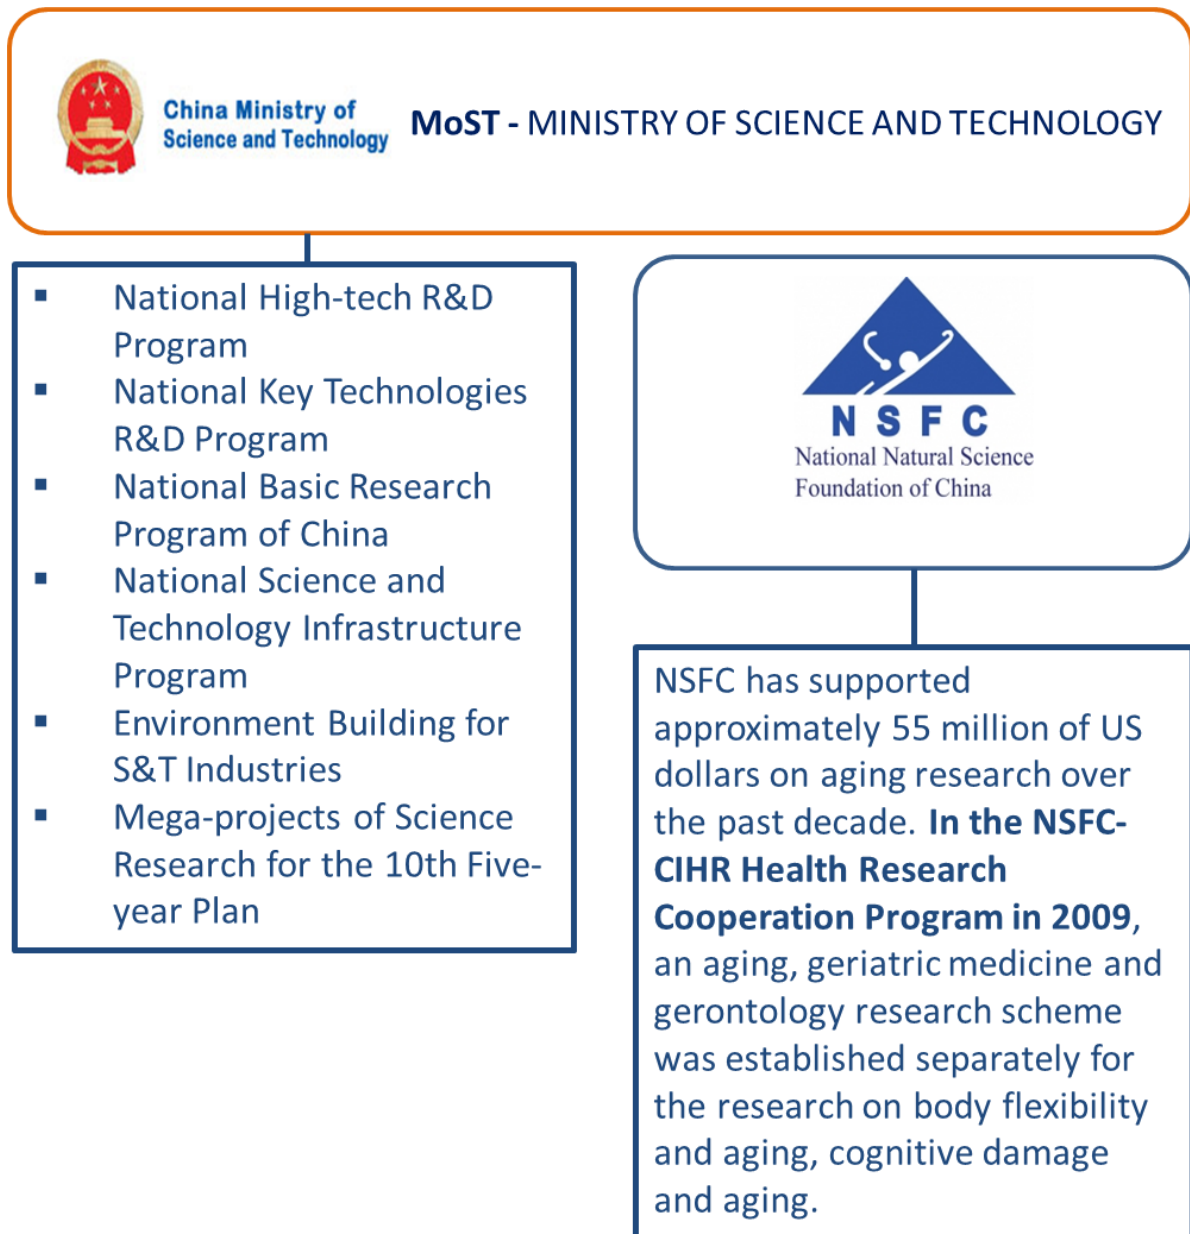 China Ministry of
Science and Technology
MoST - MINISTRY OF SCIENCE AND TECHNOLOGY
▪ National High-tech R&D
Program
▪ National Key Technologies
R&D Program
▪ National Basic Research
Program of China
▪ National Science and
Technology Infrastructure
Program
▪ Environment Building for
S&T Industries
▪ Mega-projects of Science
Research for the 10th Five-
year Plan
NSFC
National Natural Science
Foundation of China
NSFC has supported
approximately 55 million of US
dollars on aging research over
the past decade. In the NSFC-
CIHR Health Research
Cooperation Program in 2009,
an aging, geriatric medicine and
gerontology research scheme
was established separately for
the research on body flexibility
and aging, cognitive damage
and aging.